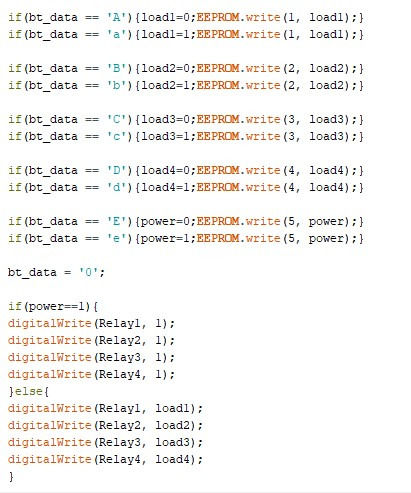 if(bt_data == 'A'){load1=0;EEPROM.write(1, load1);}
if(bt_data == 'a'){load1=1;EEPROM.write(1, load1);}
if(bt_data == 'B'){load2=0;EEPROM.write(2, load2);}
if(bt_data == 'b'){load2=1;EEPROM.write(2, load2);}
if(bt_data == 'C'){load3=0;EEPROM.write(3, load3);}
if(bt_data == 'c'){load3=1;EEPROM.write(3, load3);}
if(bt_data == 'D'){load4=0;EEPROM.write(4, load4);}
if(bt_data == 'd'){load4=1;EEPROM.write(4, load4);}
if(bt_data == 'E'){power=0;EEPROM.write(5, power);}
if(bt_data == 'e'){power=1;EEPROM.write(5, power);}
bt_data = '0';
if(power==1){
digitalWrite(Relay1, 1);
digitalWrite(Relay2, 1);
digitalWrite(Relay3, 1);
digitalWrite(Relay4, 1);
}else{
digitalWrite(Relay1, load1);
digitalWrite(Relay2, load2);
digitalWrite(Relay3, load3);
digitalWrite(Relay4, load4);
}